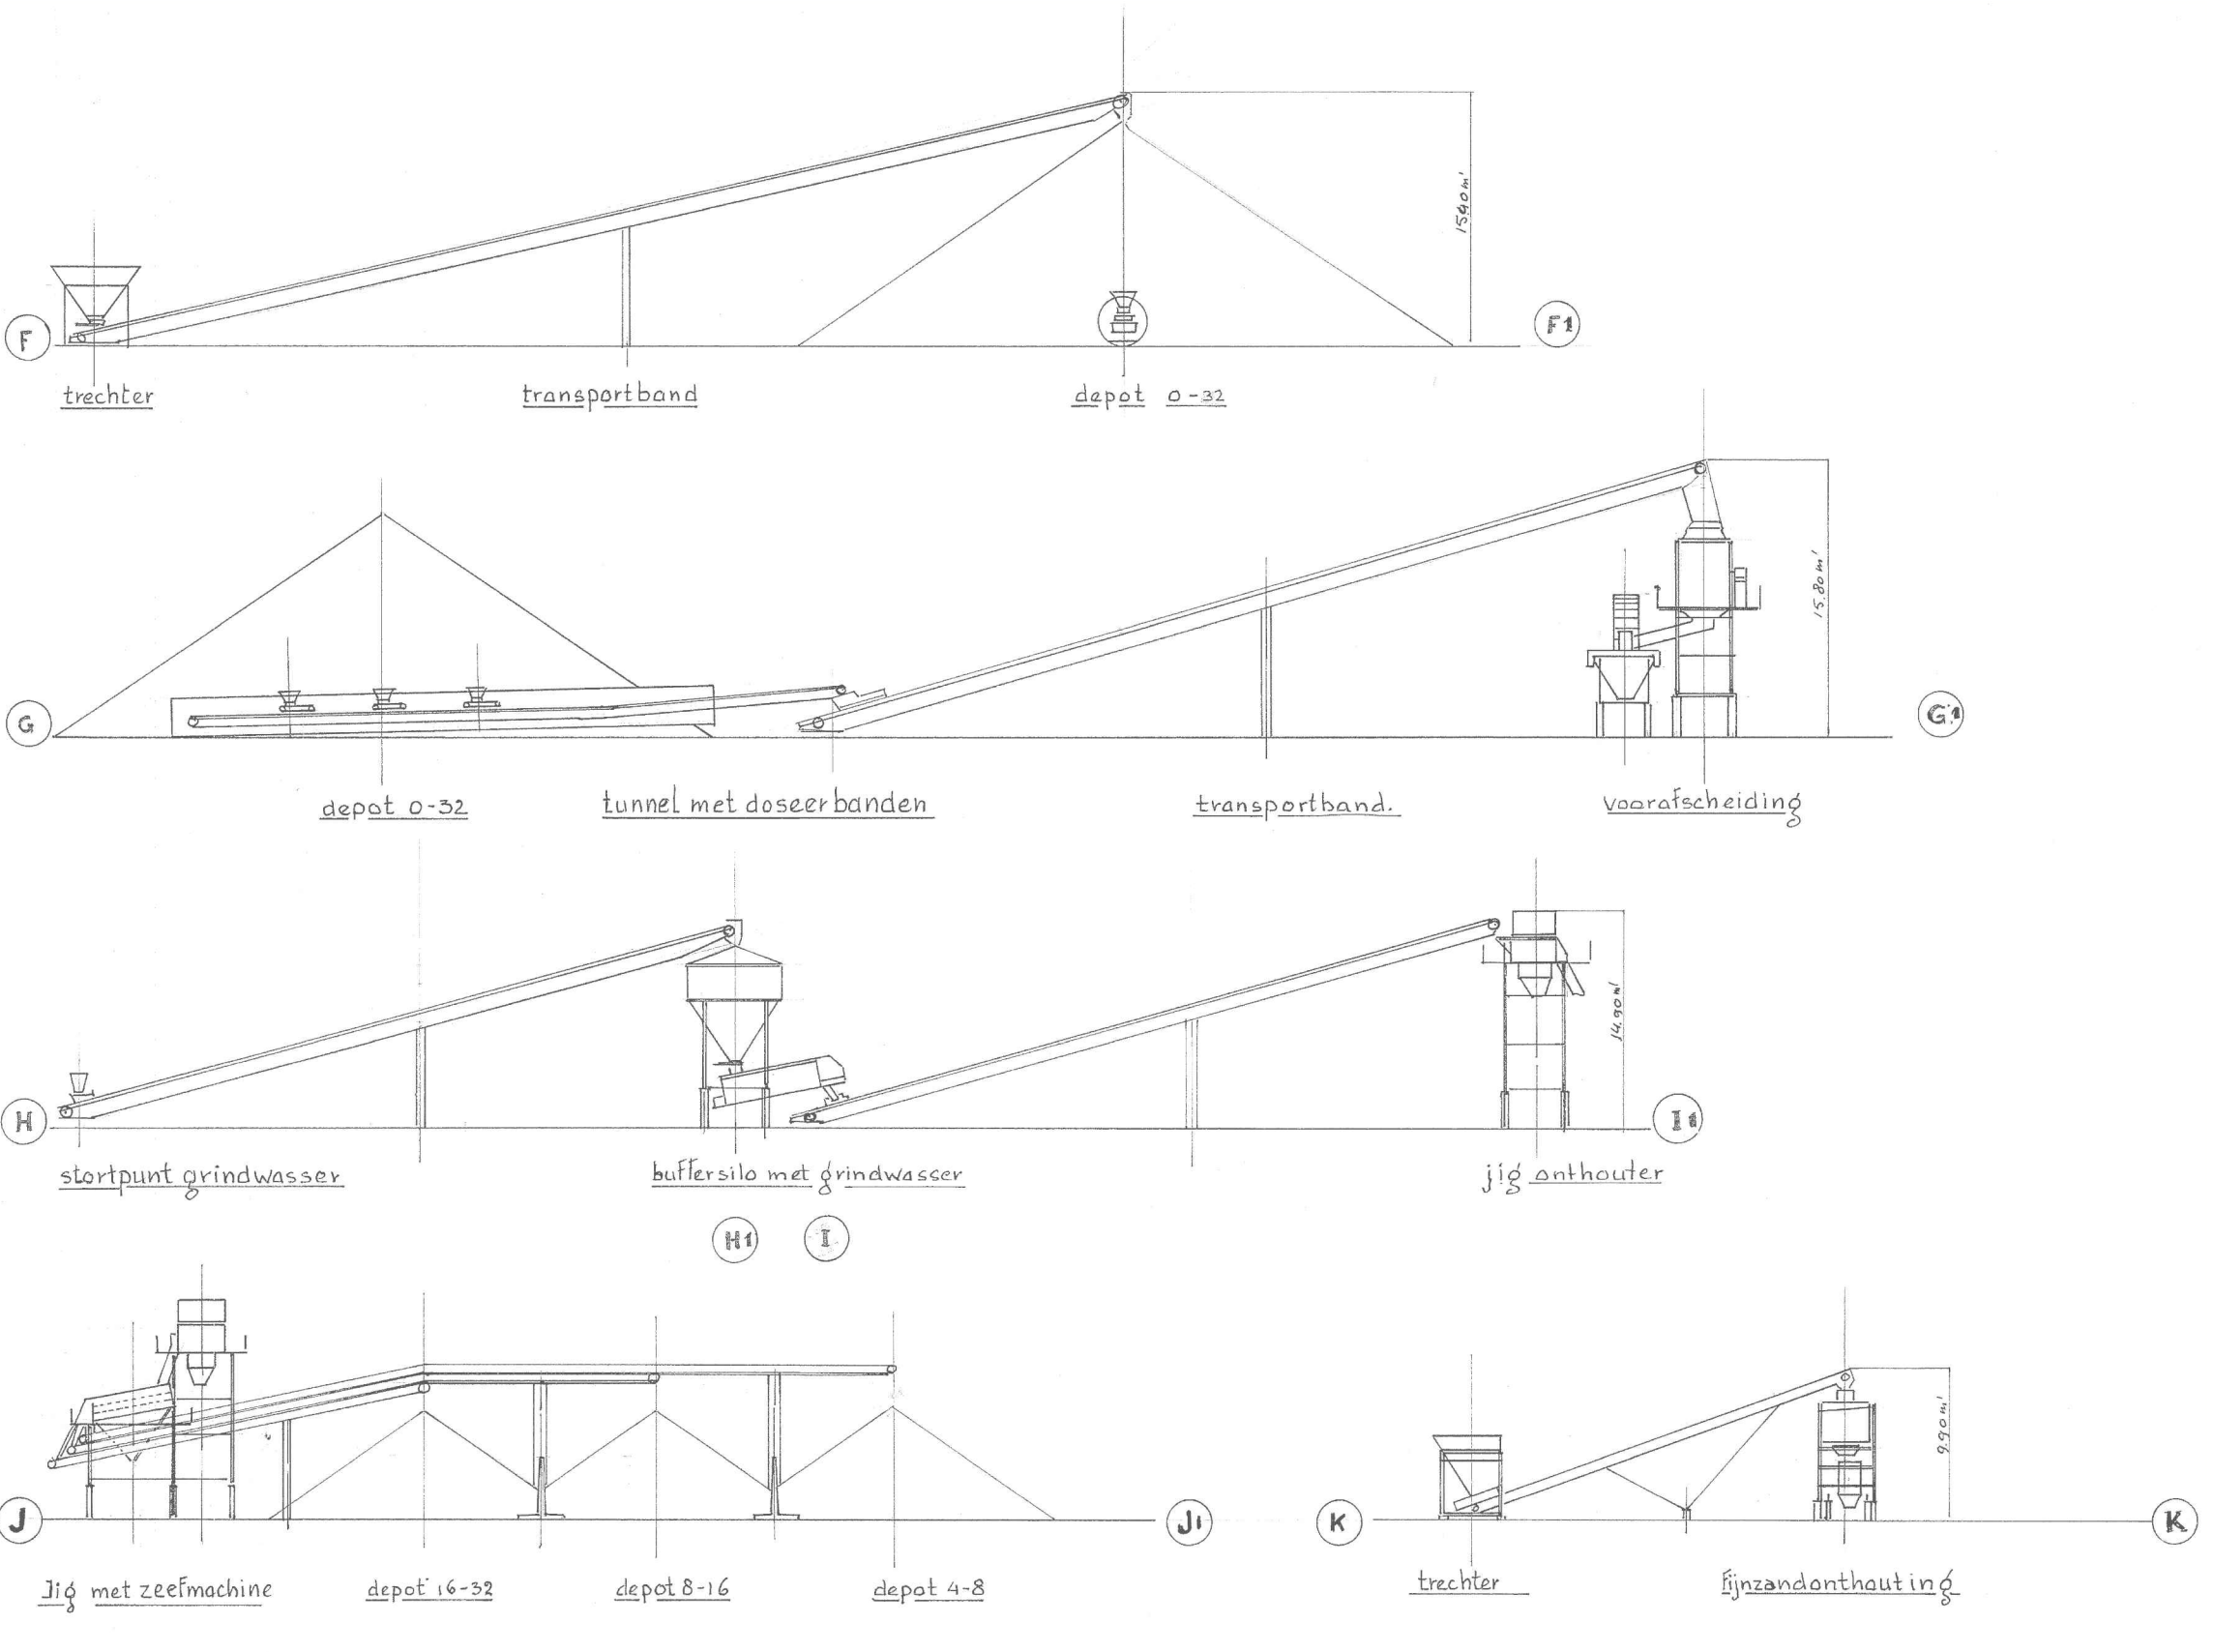 15.90 m'
F
F1
trechter
transportband
depot 0-32
15.80 m'
G
G1
depot 0-32
tunnel met doseerbanden
transportband.
voorafscheiding
14.90 m'
H
stortpunt grindwasser
buffersilo met grindwasser
jig onthouter
H1
I
9.90 m'
J
J1
K
K
Jig met zeefmachine
depot 16-32
depot 8-16
depot 4-8
trechter
fijnzandonthouting